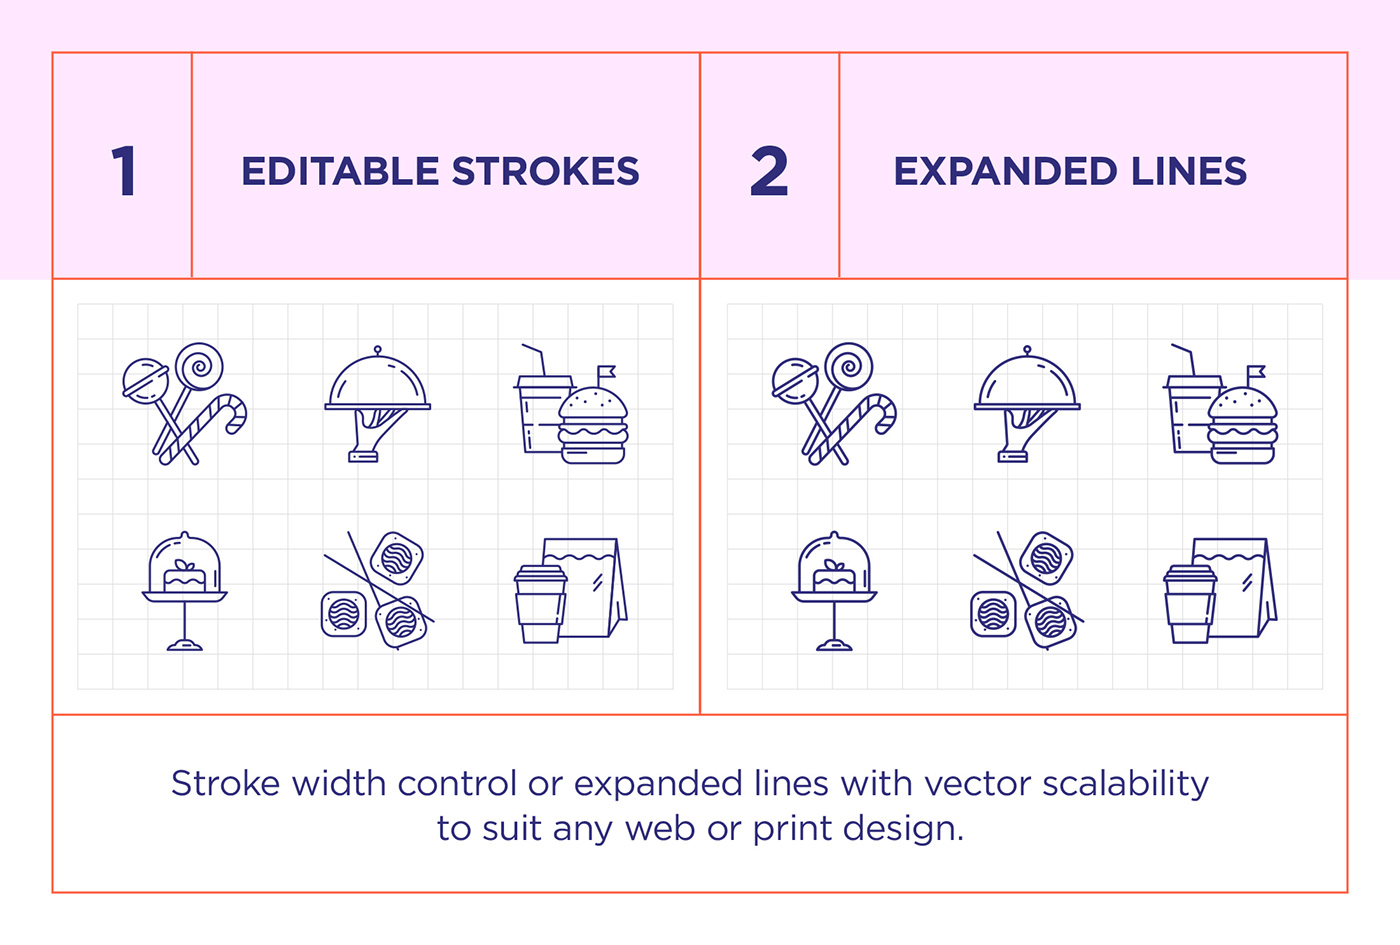 1
EDITABLE STROKES
2
EXPANDED LINES
Stroke width control or expanded lines with vector scalability
to suit any web or print design.